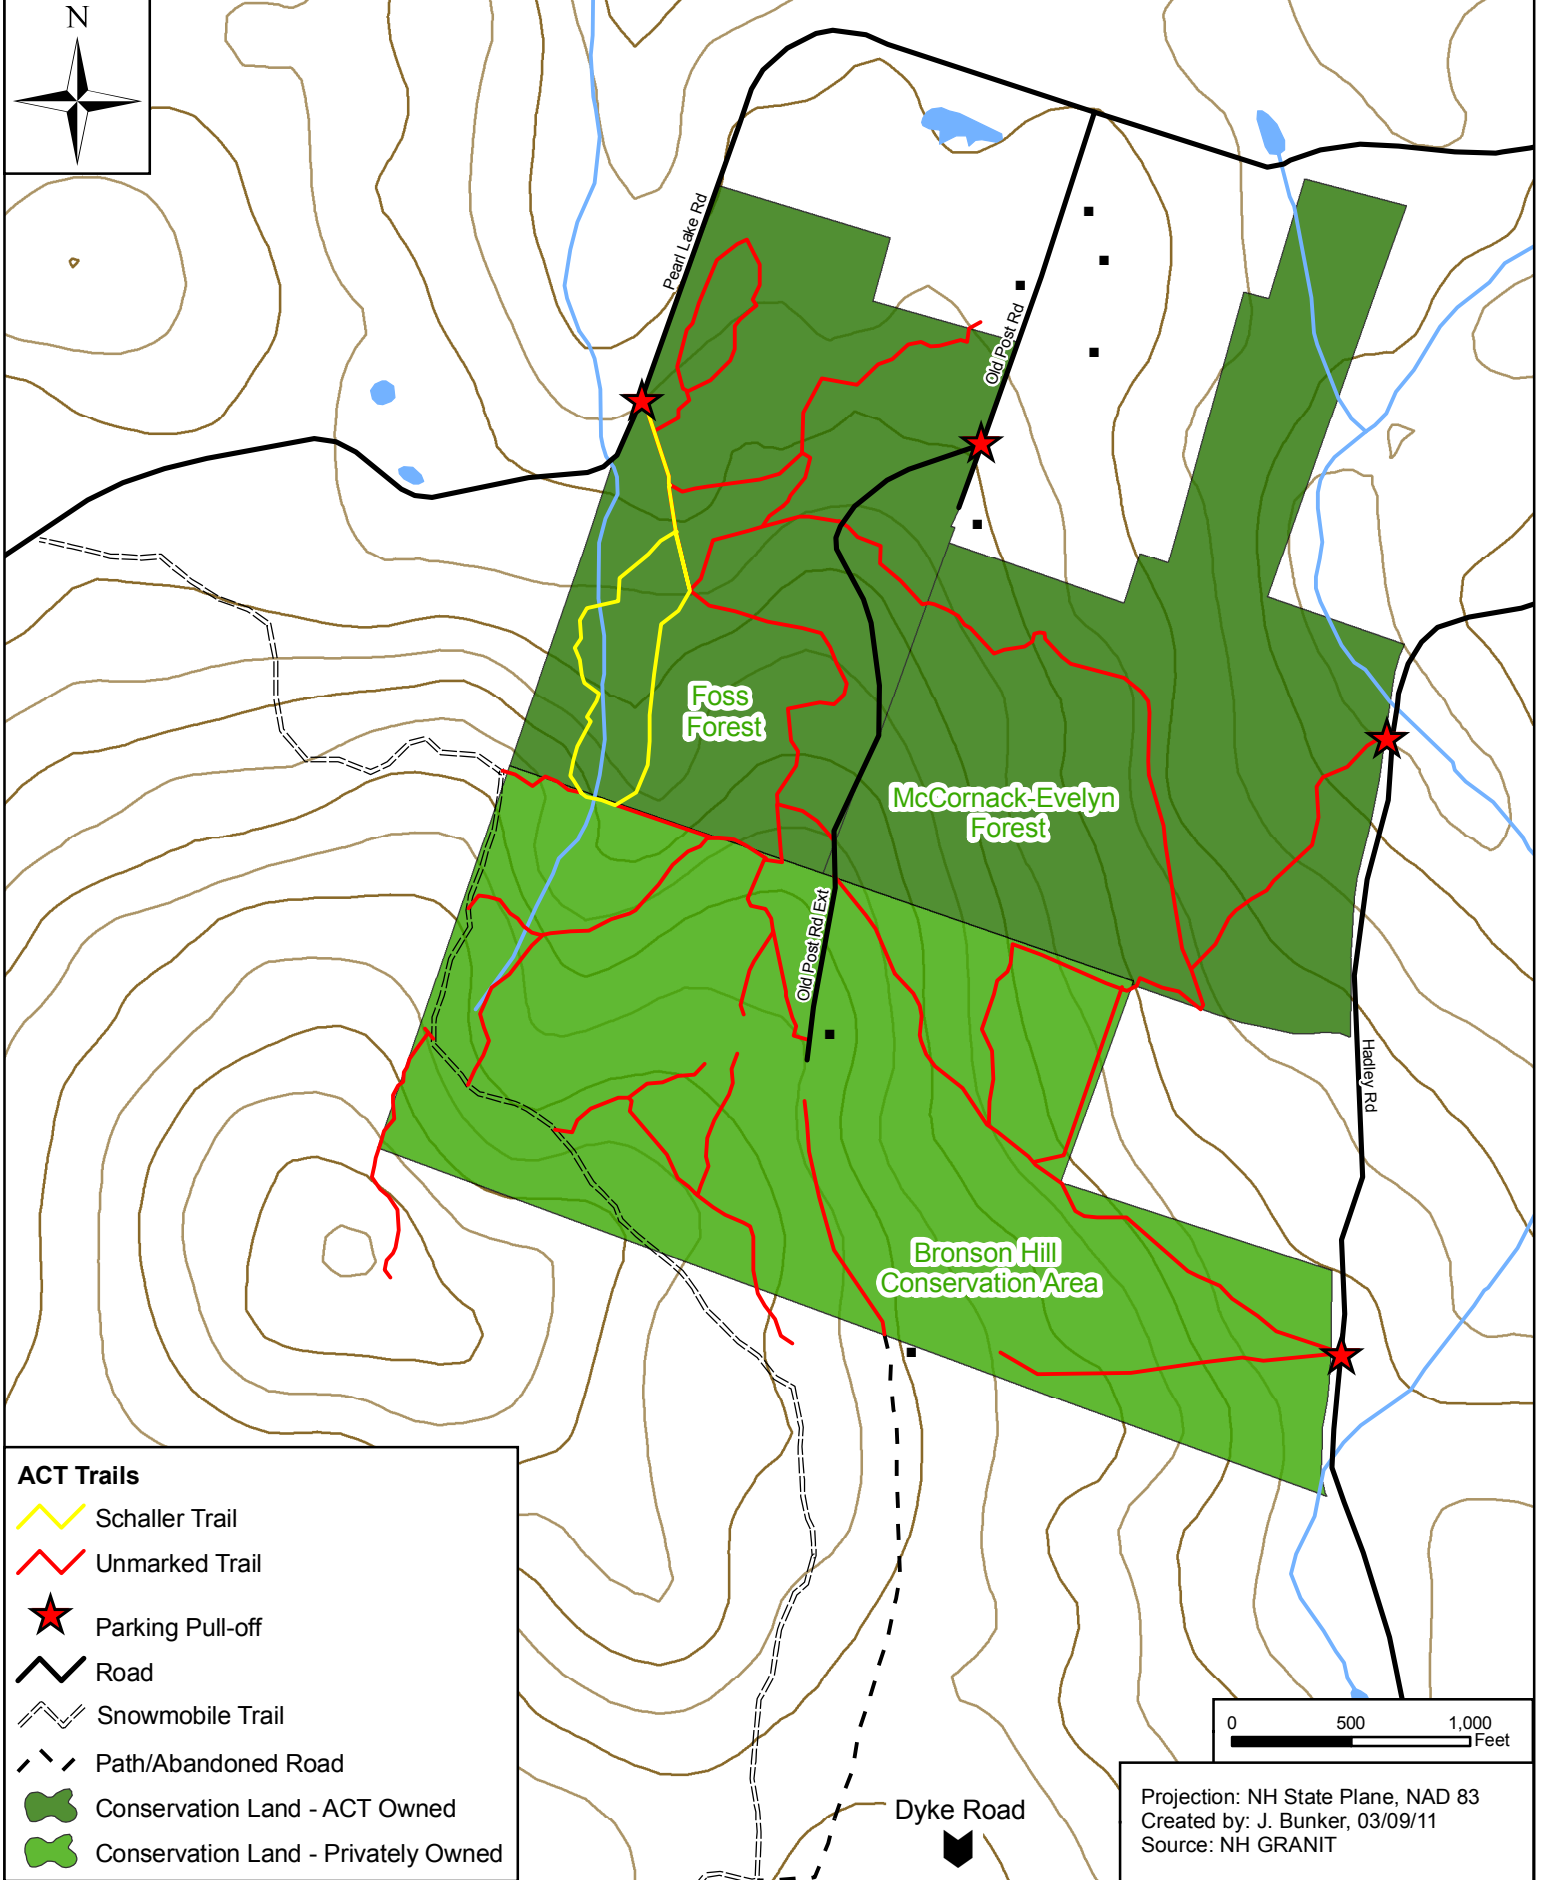 N
Pearl Lake Rd
Old Post Rd
Foss
Forest
McCornack-Evelyn
Forest
Old Post Rd Ext
Hadley Rd
Bronson Hill
Conservation Area
ACT Trails
Schaller Trail
Unmarked Trail
Parking Pull-off
Road
Snowmobile Trail
Path/Abandoned Road
Conservation Land - ACT Owned
Conservation Land - Privately Owned
Dyke Road
0 500 1,000
Feet
Projection: NH State Plane, NAD 83
Created by: J. Bunker, 03/09/11
Source: NH GRANIT